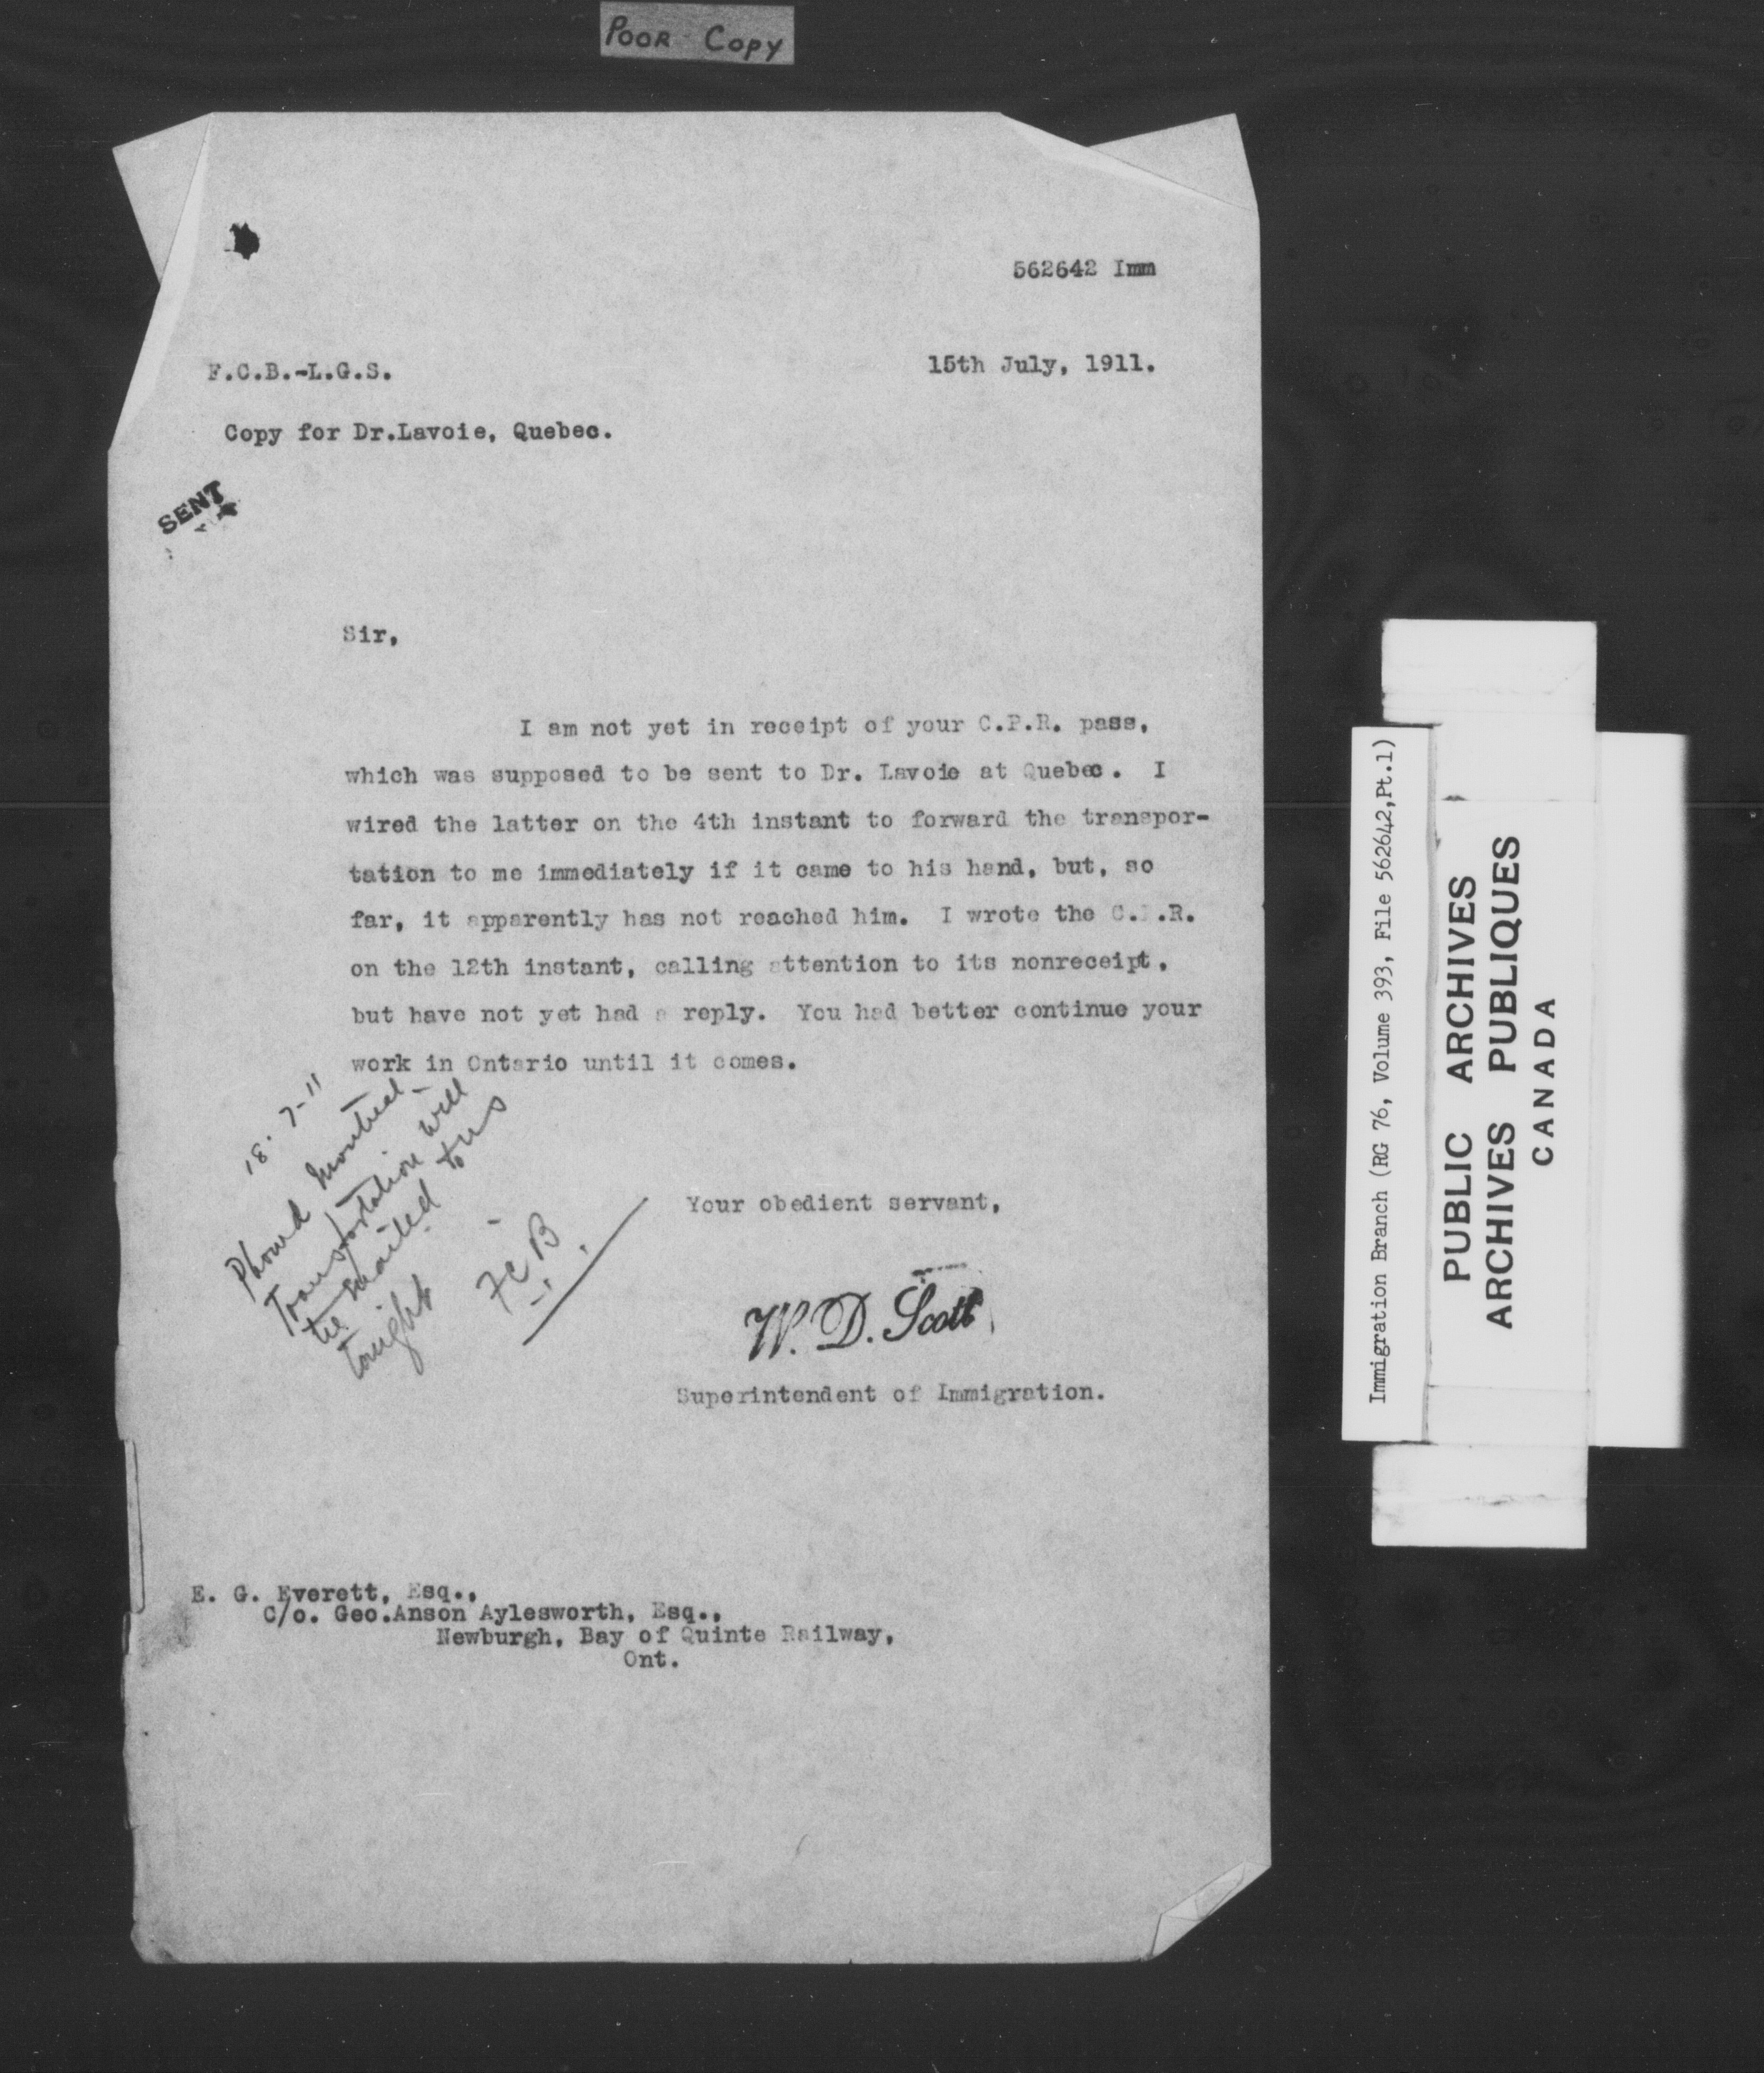 POOR COPY
562642 Imm
F.C.B.-L.G.S.
15th July, 1911.
Copy for Dr.Lavoie, Quebec.
SENT
Sir,
I am not yet in receipt of your C.P.R. pass,
which was supposed to be sent to Dr. Lavoie at Quebec. I
wired the latter on the 4th instant to forward the transpor-
tation to me immediately if it came to his hand, but, so
far, it apparently has not reached him. I wrote the C.P.R.
on the 12th instant, calling attention to its nonreceipt,
but have not yet had a reply. You had better continue your
work in Ontario until it comes.
18-7-11
Phoned Montreal-
Transportation will
be mailed to us
tonight
FCB
Your obedient servant,
W. D. Scott
Superintendent of Immigration.
E. G. Everett, Esq.,
C/o. Geo.Anson Aylesworth, Esq.,
Newburgh, Bay of Quinte Railway,
Ont.
Immigration Branch (RG 76, Volume 393, File 562642,Pt.1)
PUBLIC ARCHIVES
ARCHIVES PUBLIQUES
CANADA